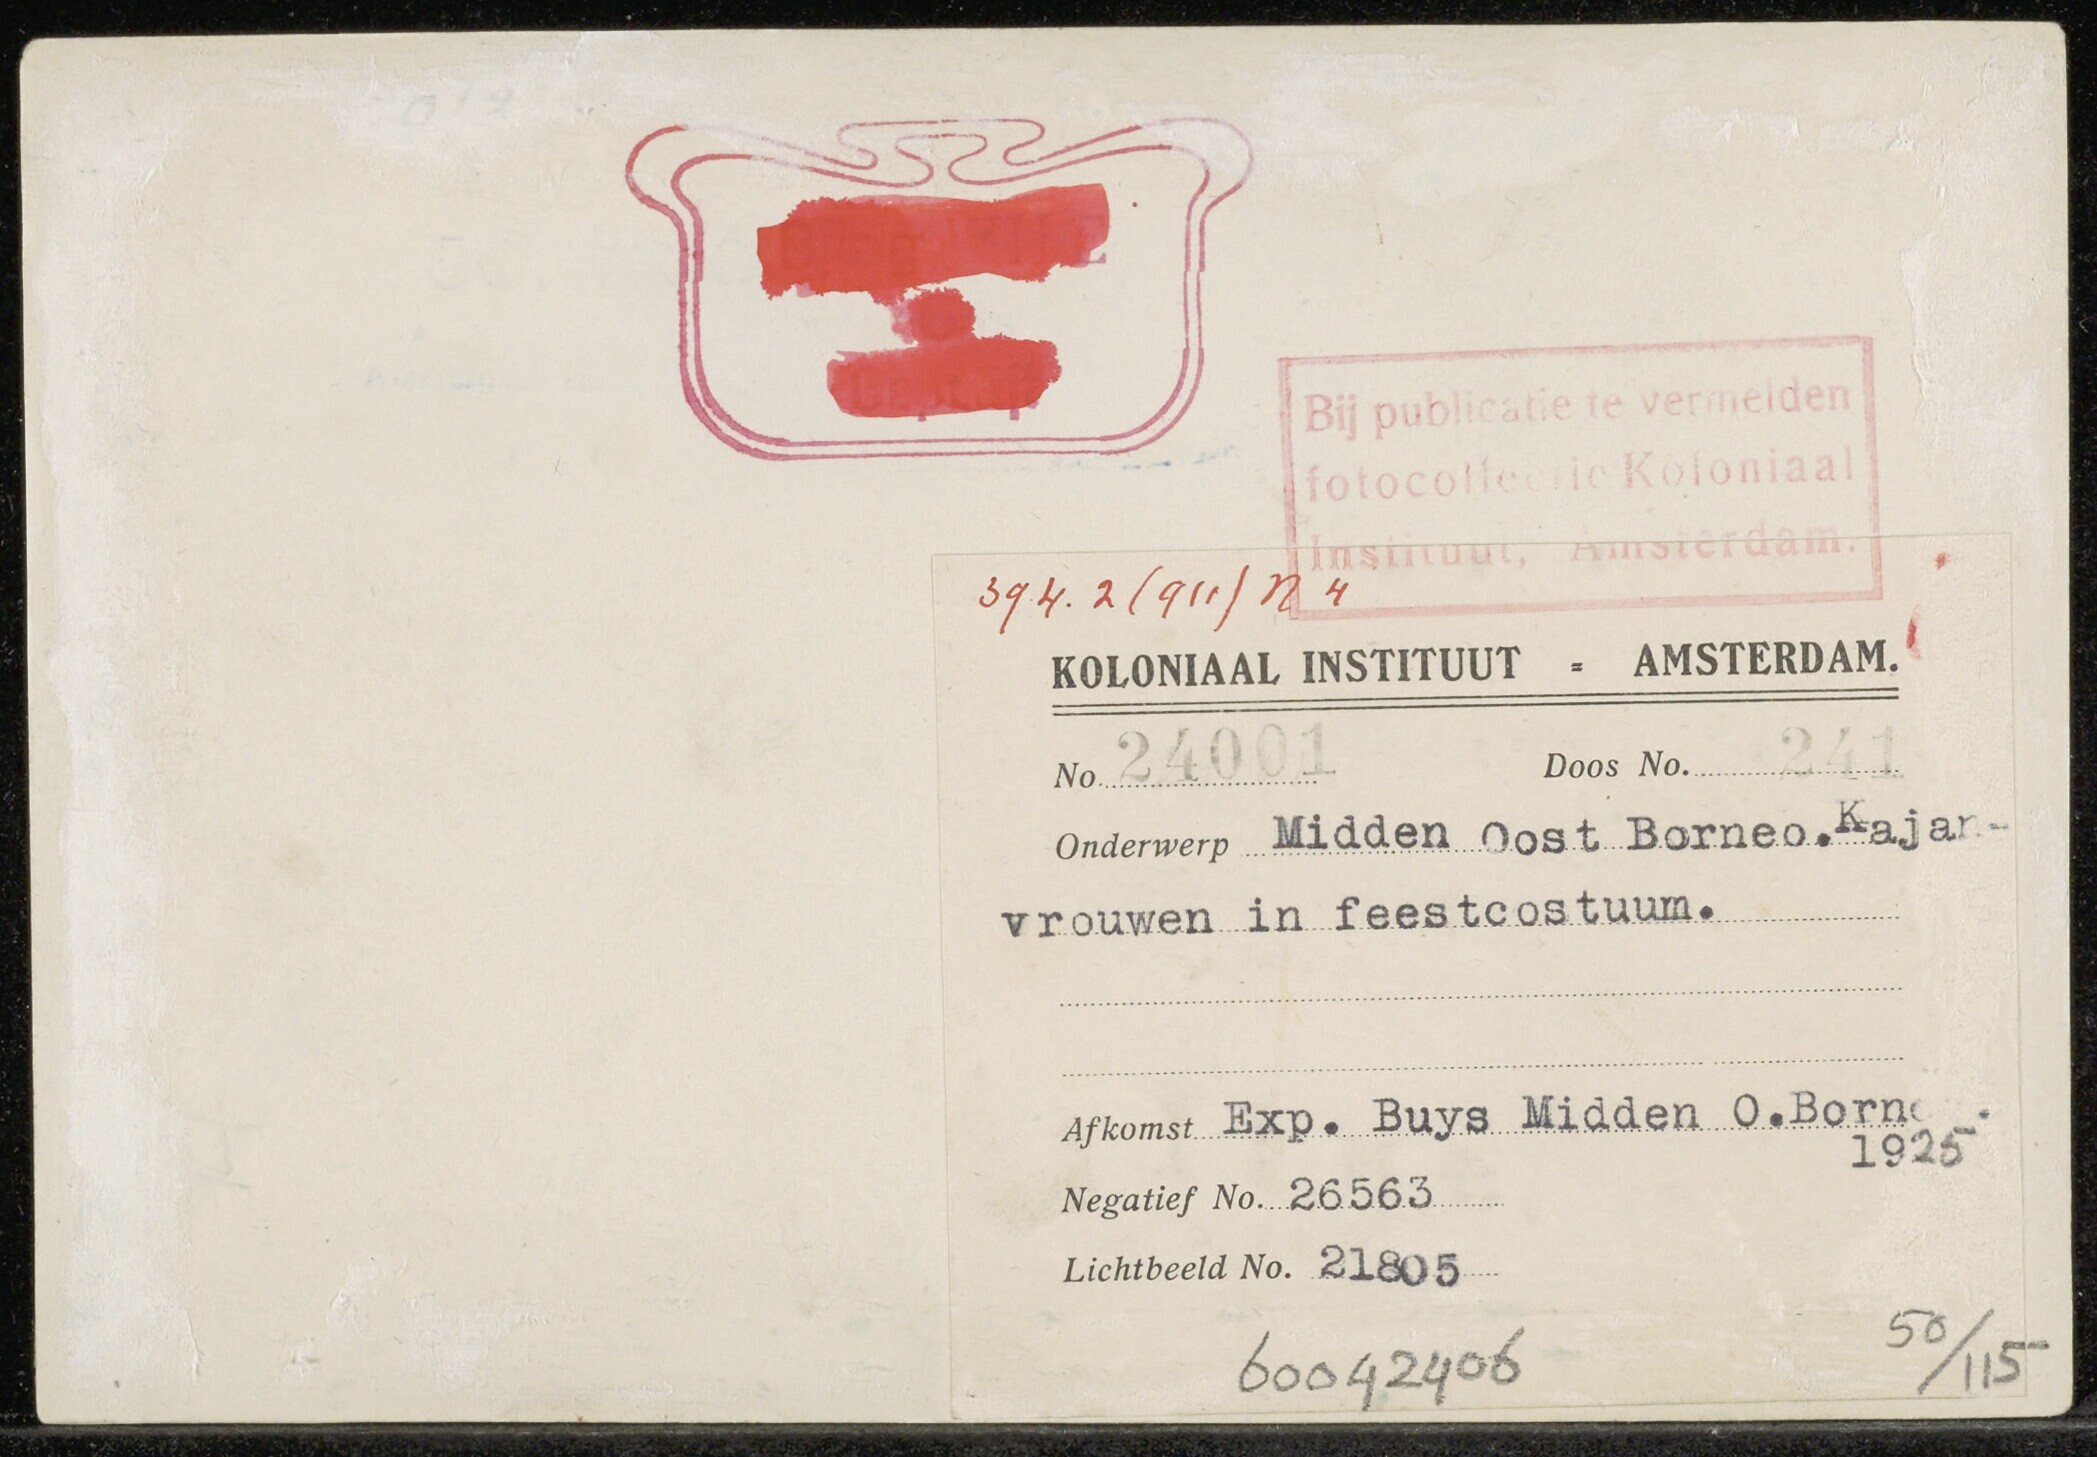 Bij publicatie te vermelden
fotocollectie Koloniaal
Instituut, Amsterdam.
394.2 (911) N 4
KOLONIAAL INSTITUUT = AMSTERDAM.
No. 24001 Doos No. 241
Onderwerp Midden Oost Borneo. Kajan-
vrouwen in feestcostuum.
Afkomst Exp. Buys Midden O.Borneo.
1925
Negatief No. 26563
Lichtbeeld No. 21805
60042406
50/115